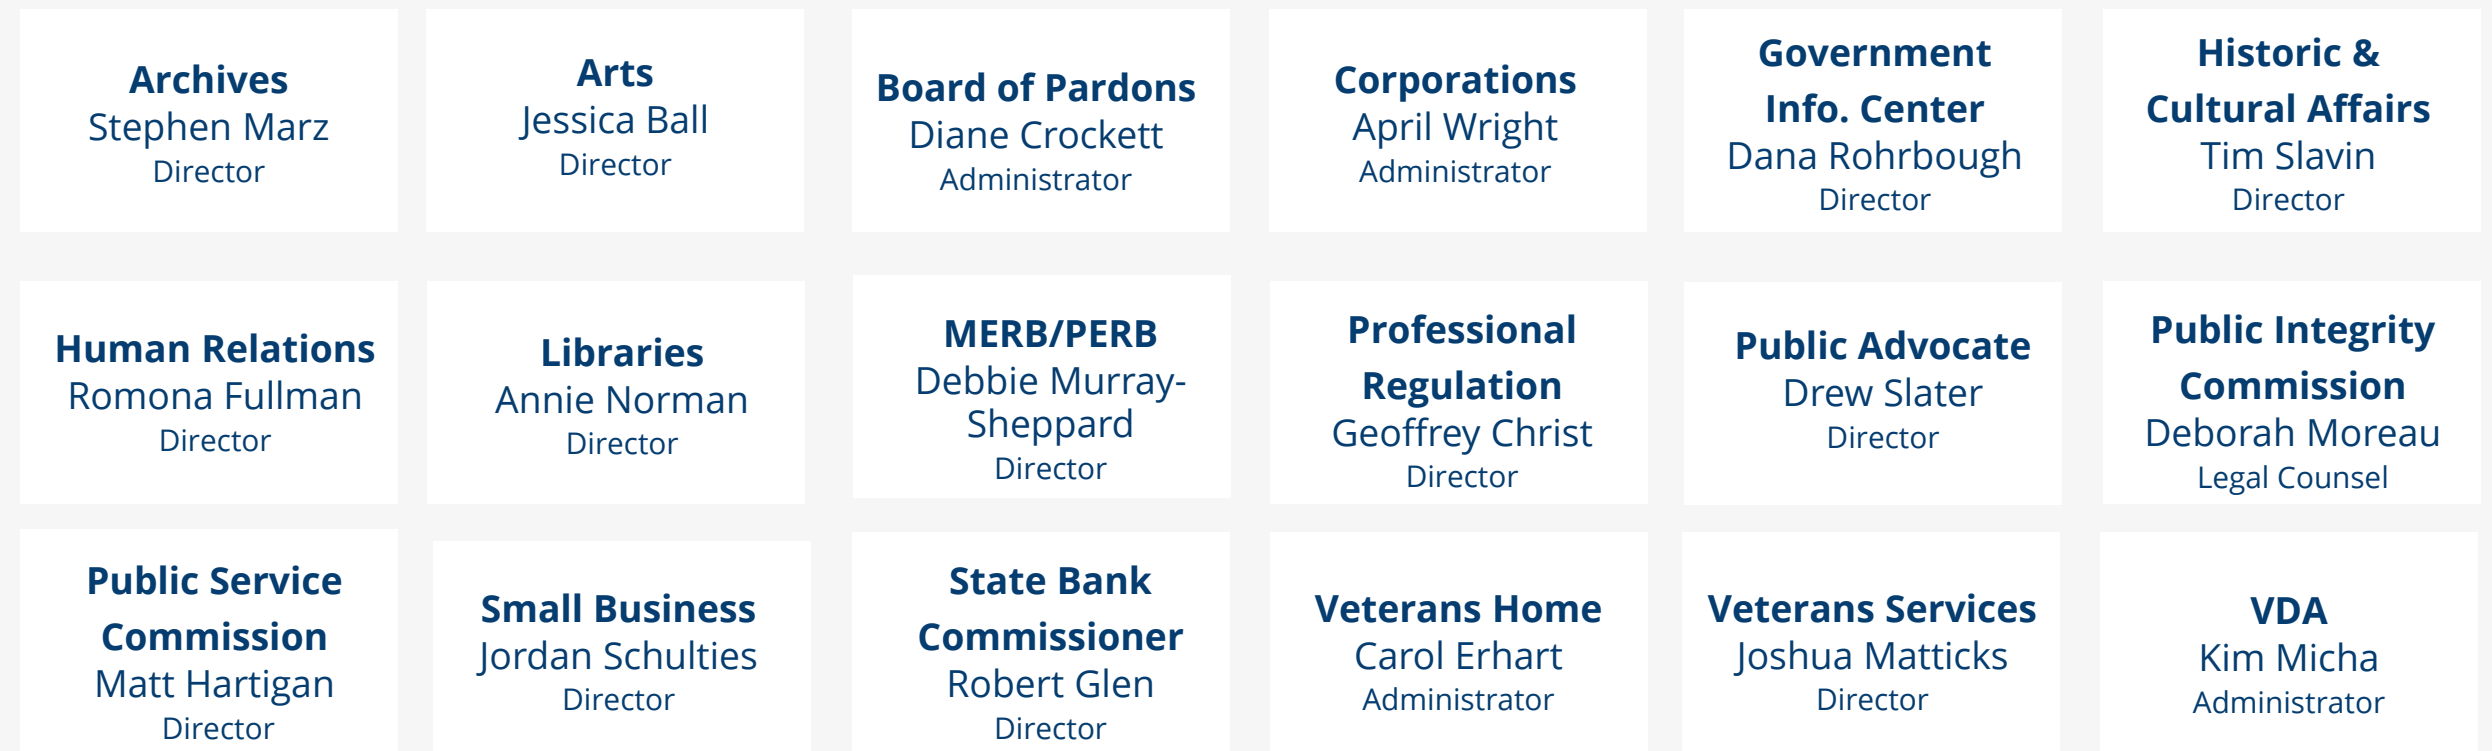 Archives
Stephen Marz
Director
Arts
Jessica Ball
Director
Board of Pardons
Diane Crockett
Administrator
Corporations
April Wright
Administrator
Government
Info. Center
Dana Rohrbough
Director
Historic &
Cultural Affairs
Tim Slavin
Director
Human Relations
Romona Fullman
Director
Libraries
Annie Norman
Director
MERB/PERB
Debbie Murray-
Sheppard
Director
Professional
Regulation
Geoffrey Christ
Director
Public Advocate
Drew Slater
Director
Public Integrity
Commission
Deborah Moreau
Legal Counsel
Public Service
Commission
Matt Hartigan
Director
Small Business
Jordan Schulties
Director
State Bank
Commissioner
Robert Glen
Director
Veterans Home
Carol Erhart
Administrator
Veterans Services
Joshua Matticks
Director
VDA
Kim Micha
Administrator